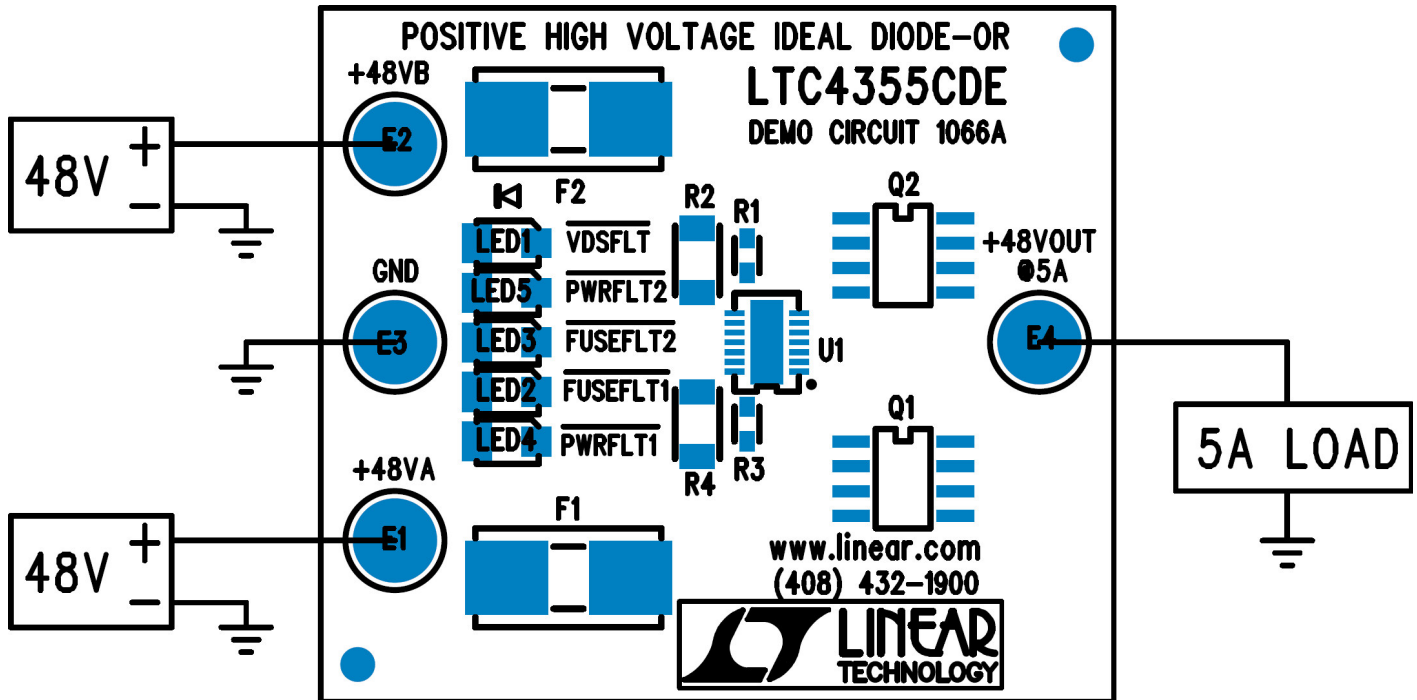 POSITIVE HIGH VOLTAGE IDEAL DIODE-OR
LTC4355CDE
DEMO CIRCUIT 1066A
+48VB
E2
48V
+
−
F2
R2
R1
Q2
LED1
VDSFLT
LED5
PWRFLT2
LED3
FUSEFLT2
LED2
FUSEFLT1
LED4
PWRFLT1
GND
E3
U1
+48VOUT
@5A
E4
5A LOAD
Q1
R3
R4
+48VA
E1
48V
+
−
F1
www.linear.com
(408) 432-1900
LINEAR
TECHNOLOGY